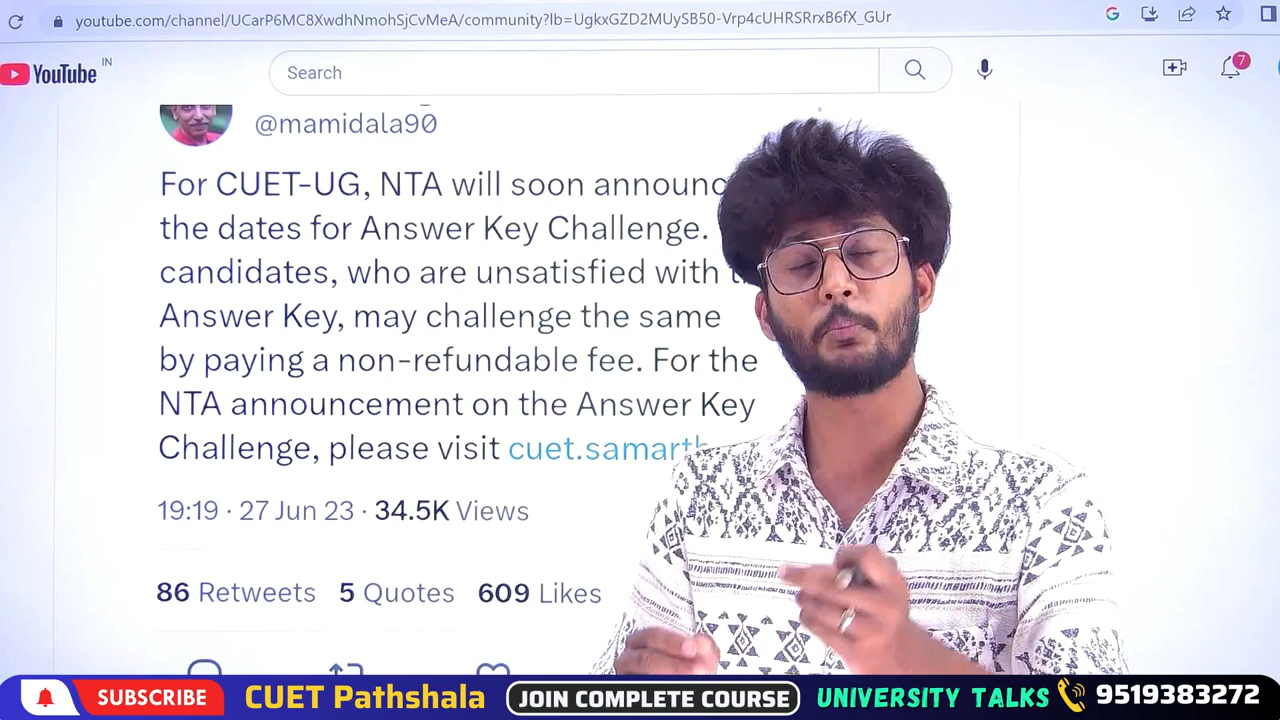 youtube.com/channel/UCarP6MC8XwdhNmohSjCvMeA/community?lb=UgkxGZD2MUySB50-Vrp4cUHRSRrxB6fX_GUr
YouTube IN
Search
7
@mamidala90
For CUET-UG, NTA will soon announc
the dates for Answer Key Challenge.
candidates, who are unsatisfied with t
Answer Key, may challenge the same
by paying a non-refundable fee. For the
NTA announcement on the Answer Key
Challenge, please visit cuet.samarth
19:19 · 27 Jun 23 · 34.5K Views
86 Retweets 5 Quotes 609 Likes
SUBSCRIBE CUET Pathshala JOIN COMPLETE COURSE UNIVERSITY TALKS 9519383272